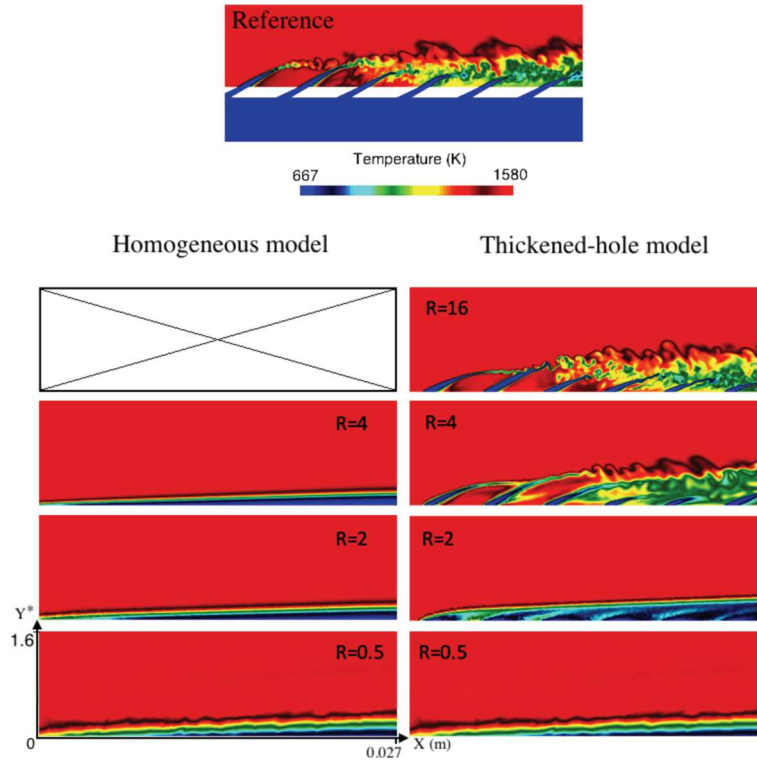 Reference
Temperature (K)
667 1580
Homogeneous model Thickened-hole model
R=16
R=4 R=4
R=2 R=2
Y*
1.6 R=0.5 R=0.5
0 X (m)
0.027